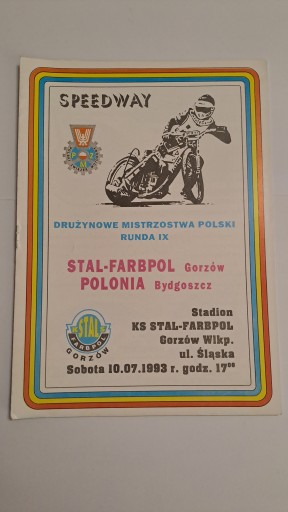 SPEEDWAY
DRUŻYNOWE MISTRZOSTWA POLSKI
RUNDA IX
STAL-FARBPOL Gorzów
POLONIA Bydgoszcz
STAL
FARBPOL
GORZÓW
Stadion
KS STAL-FARBPOL
Gorzów Wlkp.
ul. Śląska
Sobota 10.07.1993 r. godz. 17⁰⁰